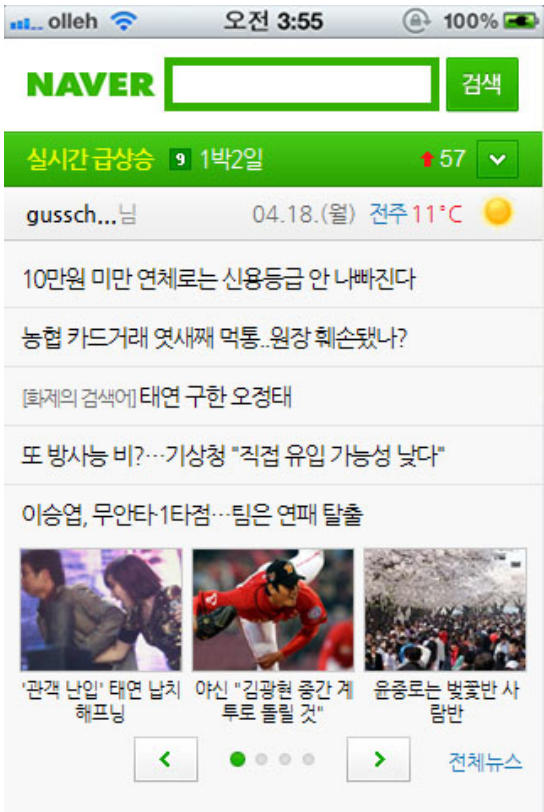 olleh 오전 3:55 100%
NAVER 검색
실시간 급상승 9 1박2일 57
gussch...님 04.18.(월) 전주 11°C
10만원 미만 연체로는 신용등급 안 나빠진다
농협 카드거래 엿새째 먹통..원장 훼손됐나?
[화제의 검색어] 태연 구한 오정태
또 방사능 비?…기상청 "직접 유입 가능성 낮다"
이승엽, 무안타·1타점…팀은 연패 탈출
'관객 난입' 태연 납치
해프닝
야신 "김광현 중간 계
투로 돌릴 것"
윤중로는 벚꽃반 사
람반
전체뉴스